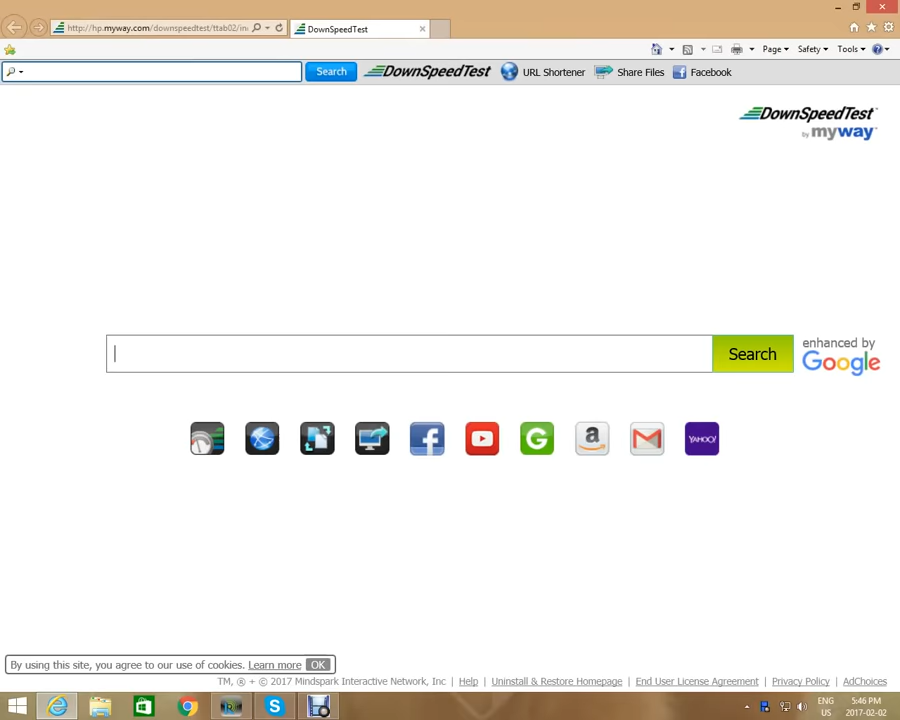 http://hp.myway.com/downspeedtest/ttab02/in
DownSpeedTest
Page
Safety
Tools
Search
DownSpeedTest
URL Shortener
Share Files
Facebook
DownSpeedTest™
by myway™
Search
enhanced by
Google
YAHOO!
By using this site, you agree to our use of cookies. Learn more OK
TM, ® + © 2017 Mindspark Interactive Network, Inc | Help | Uninstall & Restore Homepage | End User License Agreement | Privacy Policy | AdChoices
ENG
US
5:46 PM
2017-02-02